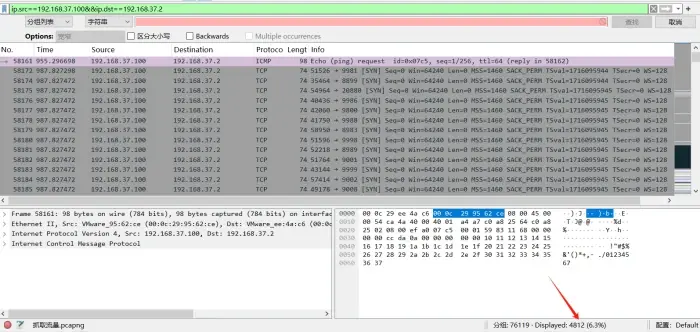 ip.src==192.168.37.100&&ip.dst==192.168.37.2
分组列表 字符串 查找 取消
Options: 宽窄 区分大小写 Backwards Multiple occurrences
No. Time Source Destination Protoco Lengt Info
58161 955.296698 192.168.37.100 192.168.37.2 ICMP 98 Echo (ping) request id=0x07c5, seq=1/256, ttl=64 (reply in 58162)
58171 987.827298 192.168.37.100 192.168.37.2 TCP 74 51526 → 9981 [SYN] Seq=0 Win=64240 Len=0 MSS=1460 SACK_PERM TSval=1716095944 TSecr=0 WS=128
58172 987.827472 192.168.37.100 192.168.37.2 TCP 74 35464 → 8899 [SYN] Seq=0 Win=64240 Len=0 MSS=1460 SACK_PERM TSval=1716095944 TSecr=0 WS=128
58173 987.827472 192.168.37.100 192.168.37.2 TCP 74 54964 → 20880 [SYN] Seq=0 Win=64240 Len=0 MSS=1460 SACK_PERM TSval=1716095945 TSecr=0 WS=128
58177 987.827472 192.168.37.100 192.168.37.2 TCP 74 40436 → 9986 [SYN] Seq=0 Win=64240 Len=0 MSS=1460 SACK_PERM TSval=1716095945 TSecr=0 WS=128
58178 987.827472 192.168.37.100 192.168.37.2 TCP 74 42060 → 3800 [SYN] Seq=0 Win=64240 Len=0 MSS=1460 SACK_PERM TSval=1716095945 TSecr=0 WS=128
58179 987.827472 192.168.37.100 192.168.37.2 TCP 74 41790 → 9999 [SYN] Seq=0 Win=64240 Len=0 MSS=1460 SACK_PERM TSval=1716095945 TSecr=0 WS=128
58180 987.827472 192.168.37.100 192.168.37.2 TCP 74 58950 → 4983 [SYN] Seq=0 Win=64240 Len=0 MSS=1460 SACK_PERM TSval=1716095945 TSecr=0 WS=128
58181 987.827472 192.168.37.100 192.168.37.2 TCP 74 53596 → 9996 [SYN] Seq=0 Win=64240 Len=0 MSS=1460 SACK_PERM TSval=1716095945 TSecr=0 WS=128
58182 987.827472 192.168.37.100 192.168.37.2 TCP 74 52218 → 8989 [SYN] Seq=0 Win=64240 Len=0 MSS=1460 SACK_PERM TSval=1716095945 TSecr=0 WS=128
58183 987.827472 192.168.37.100 192.168.37.2 TCP 74 51764 → 9001 [SYN] Seq=0 Win=64240 Len=0 MSS=1460 SACK_PERM TSval=1716095945 TSecr=0 WS=128
58184 987.827472 192.168.37.100 192.168.37.2 TCP 74 43144 → 9999 [SYN] Seq=0 Win=64240 Len=0 MSS=1460 SACK_PERM TSval=1716095945 TSecr=0 WS=128
58185 987.827472 192.168.37.100 192.168.37.2 TCP 74 57414 → 9002 [SYN] Seq=0 Win=64240 Len=0 MSS=1460 SACK_PERM TSval=1716095945 TSecr=0 WS=128
58195 987.827472 192.168.37.100 192.168.37.2 TCP 74 49176 → 9008 [SYN] Seq=0 Win=64240 Len=0 MSS=1460 SACK_PERM TSval=1716095945 TSecr=0 WS=128
Frame 58161: 98 bytes on wire (784 bits), 98 bytes captured (784 bits) on interfac
Ethernet II, Src: VMware_95:62:ce (00:0c:29:95:62:ce), Dst: VMware_ee:4a:c6 (00:0
Internet Protocol Version 4, Src: 192.168.37.100, Dst: 192.168.37.2
Internet Control Message Protocol
0000 00 0c 29 ee 4a c6 00 0c 29 95 62 ce 08 00 45 00
0010 00 54 ca 4a 40 00 40 01 a4 a7 c0 a8 25 64 c0 a8
0020 25 02 08 00 ef a0 07 c5 00 01 59 83 11 68 00 00
0030 00 00 cc da 0a 00 00 00 00 00 10 11 12 13 14 15
0040 16 17 18 19 1a 1b 1c 1d 1e 1f 20 21 22 23 24 25
0050 26 27 28 29 2a 2b 2c 2d 2e 2f 30 31 32 33 34 35
0060 36 37
抓取流量.pcapng 分组: 76119 · Displayed: 4812 (6.3%) 配置: Default